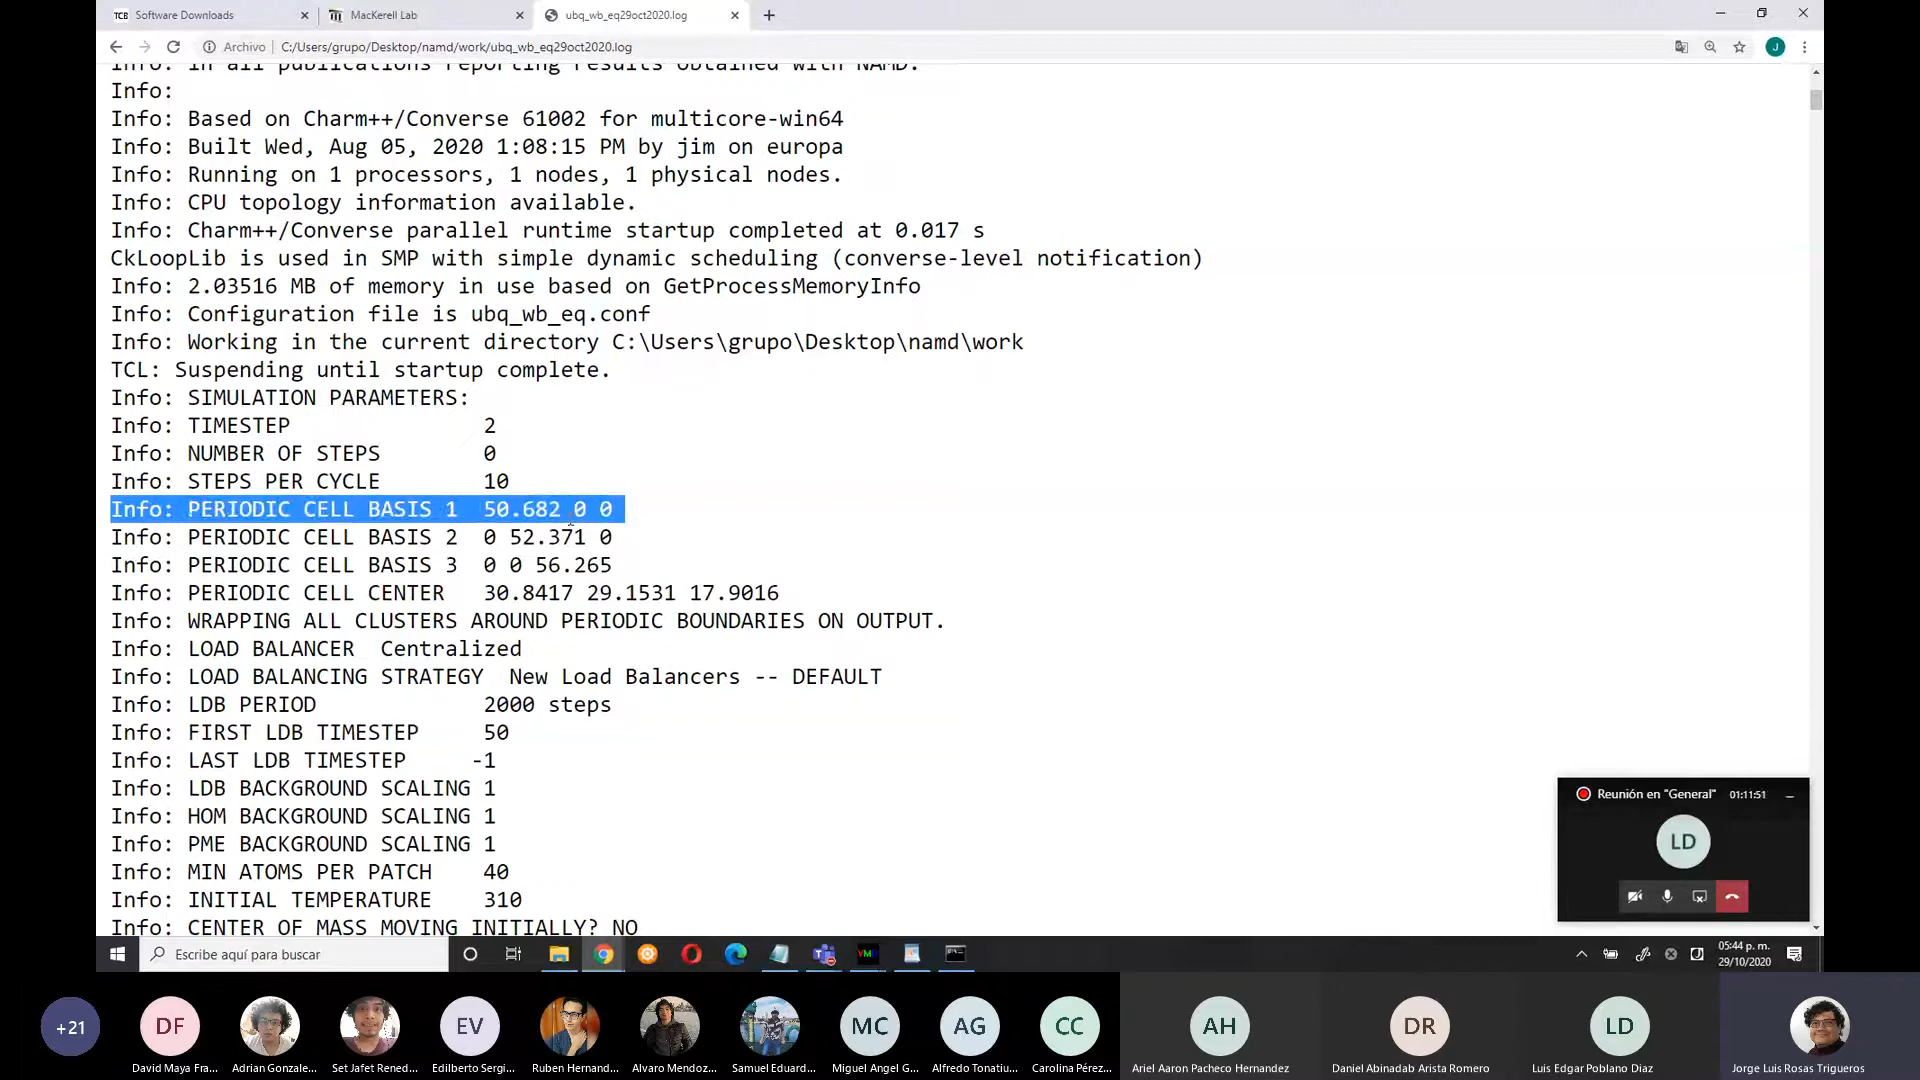 TCB Software Downloads
MacKerell Lab
ubq_wb_eq29oct2020.log
Archivo
C:/Users/grupo/Desktop/namd/work/ubq_wb_eq29oct2020.log
J
Info: In all publications reporting results obtained with NAMD.
Info:
Info: Based on Charm++/Converse 61002 for multicore-win64
Info: Built Wed, Aug 05, 2020 1:08:15 PM by jim on europa
Info: Running on 1 processors, 1 nodes, 1 physical nodes.
Info: CPU topology information available.
Info: Charm++/Converse parallel runtime startup completed at 0.017 s
CkLoopLib is used in SMP with simple dynamic scheduling (converse-level notification)
Info: 2.03516 MB of memory in use based on GetProcessMemoryInfo
Info: Configuration file is ubq_wb_eq.conf
Info: Working in the current directory C:\Users\grupo\Desktop\namd\work
TCL: Suspending until startup complete.
Info: SIMULATION PARAMETERS:
Info: TIMESTEP 2
Info: NUMBER OF STEPS 0
Info: STEPS PER CYCLE 10
Info: PERIODIC CELL BASIS 1 50.682 0 0
Info: PERIODIC CELL BASIS 2 0 52.371 0
Info: PERIODIC CELL BASIS 3 0 0 56.265
Info: PERIODIC CELL CENTER 30.8417 29.1531 17.9016
Info: WRAPPING ALL CLUSTERS AROUND PERIODIC BOUNDARIES ON OUTPUT.
Info: LOAD BALANCER Centralized
Info: LOAD BALANCING STRATEGY New Load Balancers -- DEFAULT
Info: LDB PERIOD 2000 steps
Info: FIRST LDB TIMESTEP 50
Info: LAST LDB TIMESTEP -1
Info: LDB BACKGROUND SCALING 1
Info: HOM BACKGROUND SCALING 1
Info: PME BACKGROUND SCALING 1
Info: MIN ATOMS PER PATCH 40
Info: INITIAL TEMPERATURE 310
Info: CENTER OF MASS MOVING INITIALLY? NO
Reunión en "General" 01:11:51
LD
Escribe aquí para buscar
VMD
05:44 p. m.
29/10/2020
+21
DF
EV
MC
AG
CC
AH
DR
LD
David Maya Fra...
Adrian Gonzale...
Set Jafet Rened...
Edilberto Sergi...
Ruben Hernand...
Alvaro Mendoz...
Samuel Eduard...
Miguel Angel G...
Alfredo Tonatiu...
Carolina Pérez...
Ariel Aaron Pacheco Hernandez
Daniel Abinadab Arista Romero
Luis Edgar Poblano Diaz
Jorge Luis Rosas Trigueros